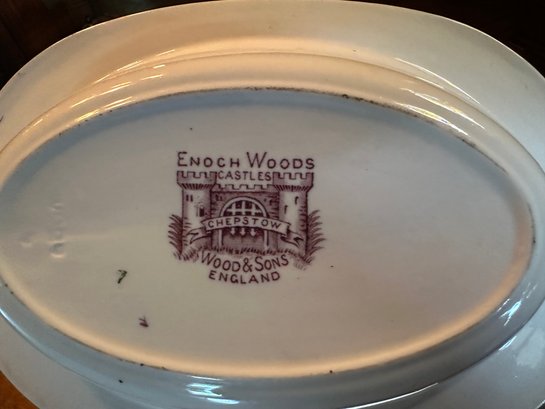 ENOCH WOODS
CASTLES
CHEPSTOW
WOOD & SONS
ENGLAND